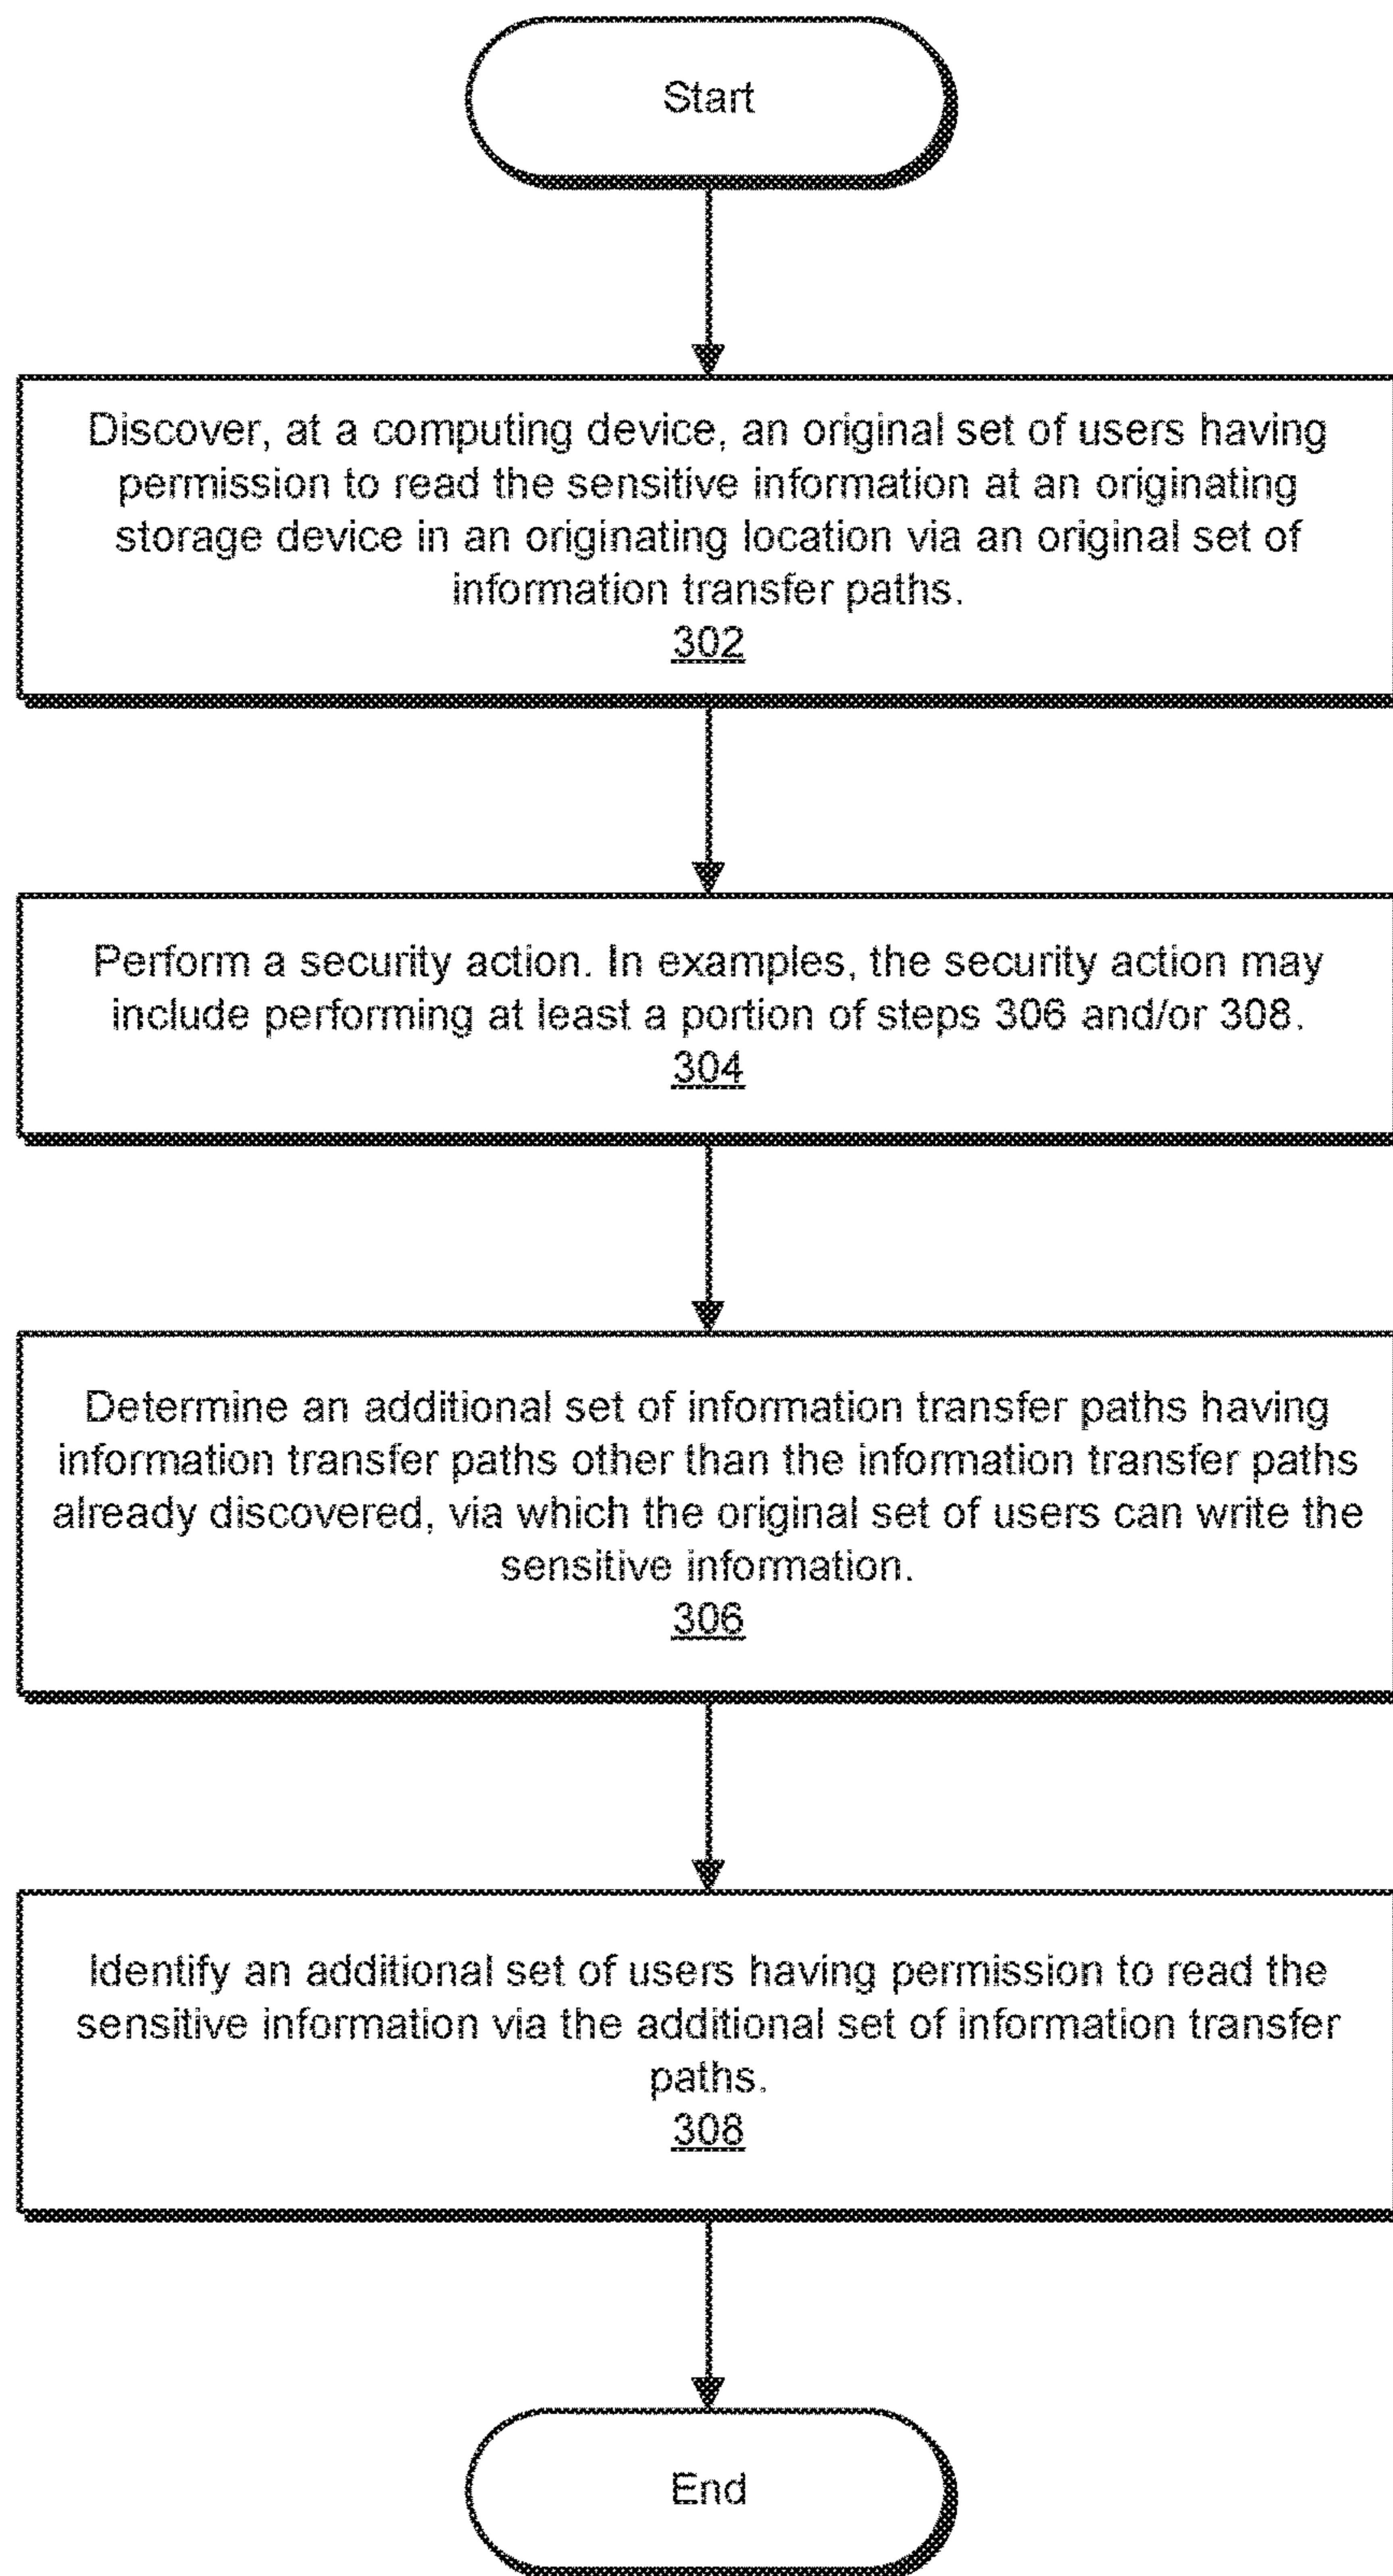 Start
Discover, at a computing device, an original set of users having
permission to read the sensitive information at an originating
storage device in an originating location via an original set of
information transfer paths.
302
Perform a security action. In examples, the security action may
include performing at least a portion of steps 306 and/or 308.
304
Determine an additional set of information transfer paths having
information transfer paths other than the information transfer paths
already discovered, via which the original set of users can write the
sensitive information.
306
Identify an additional set of users having permission to read the
sensitive information via the additional set of information transfer
paths.
308
End